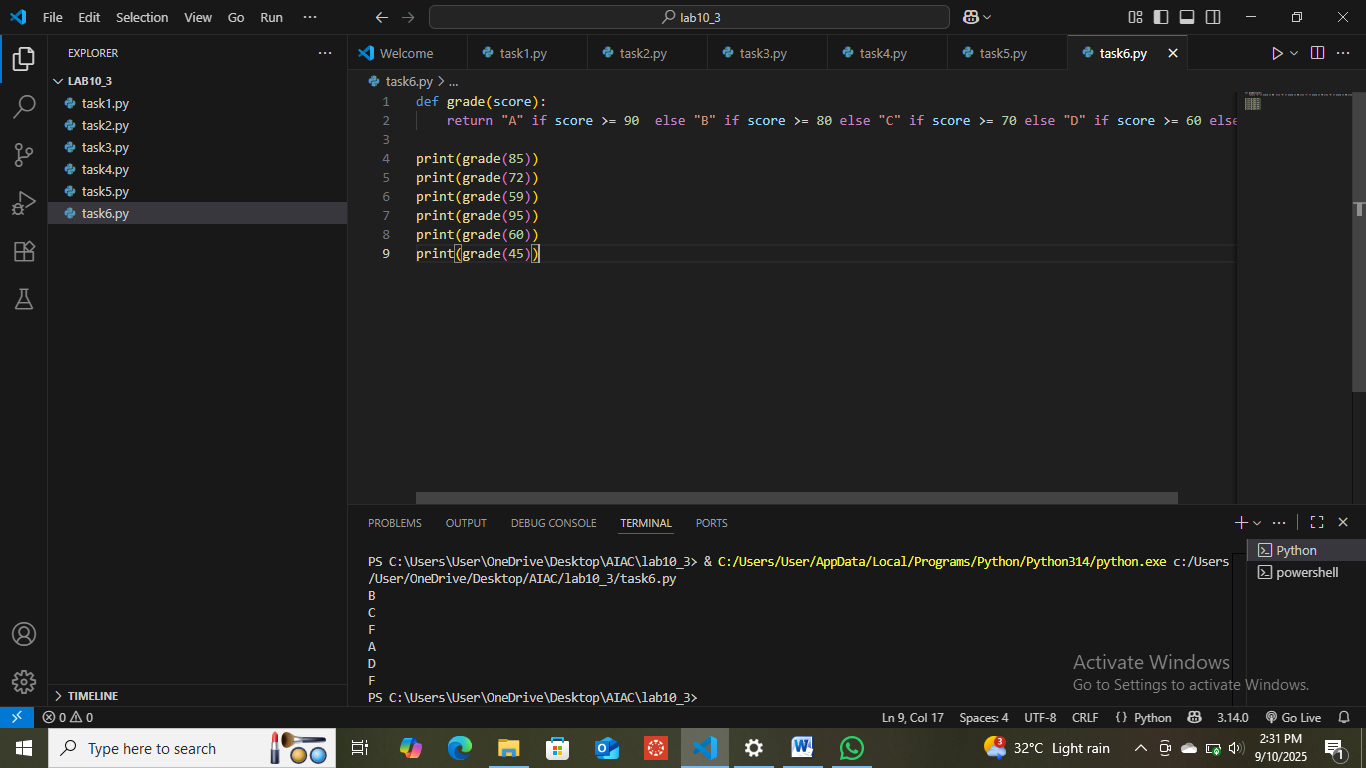 File Edit Selection View Go Run ···
lab10_3
EXPLORER ···
LAB10_3
task1.py
task2.py
task3.py
task4.py
task5.py
task6.py
TIMELINE
Welcome task1.py task2.py task3.py task4.py task5.py task6.py
task6.py > ...
1 def grade(score):
2 return "A" if score >= 90  else "B" if score >= 80 else "C" if score >= 70 else "D" if score >= 60 else
3
4 print(grade(85))
5 print(grade(72))
6 print(grade(59))
7 print(grade(95))
8 print(grade(60))
9 print(grade(45))
PROBLEMS OUTPUT DEBUG CONSOLE TERMINAL PORTS
PS C:\Users\User\OneDrive\Desktop\AIAC\lab10_3> & C:/Users/User/AppData/Local/Programs/Python/Python314/python.exe c:/Users
/User/OneDrive/Desktop/AIAC/lab10_3/task6.py
B
C
F
A
D
F
PS C:\Users\User\OneDrive\Desktop\AIAC\lab10_3>
Python
powershell
Activate Windows
Go to Settings to activate Windows.
0 0 Ln 9, Col 17 Spaces: 4 UTF-8 CRLF {} Python 3.14.0 Go Live
Type here to search
3 32°C Light rain
2:31 PM
9/10/2025
1